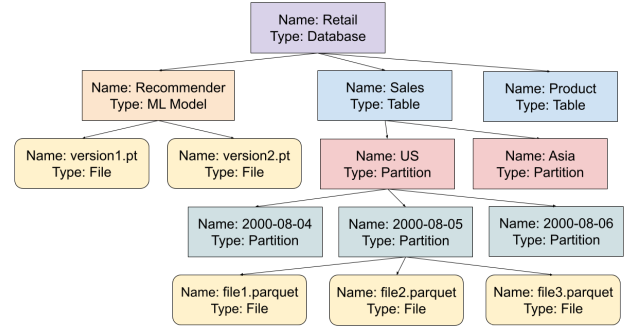 Name: Retail
Type: Database
Name: Recommender
Type: ML Model
Name: Sales
Type: Table
Name: Product
Type: Table
Name: version1.pt
Type: File
Name: version2.pt
Type: File
Name: US
Type: Partition
Name: Asia
Type: Partition
Name: 2000-08-04
Type: Partition
Name: 2000-08-05
Type: Partition
Name: 2000-08-06
Type: Partition
Name: file1.parquet
Type: File
Name: file2.parquet
Type: File
Name: file3.parquet
Type: File